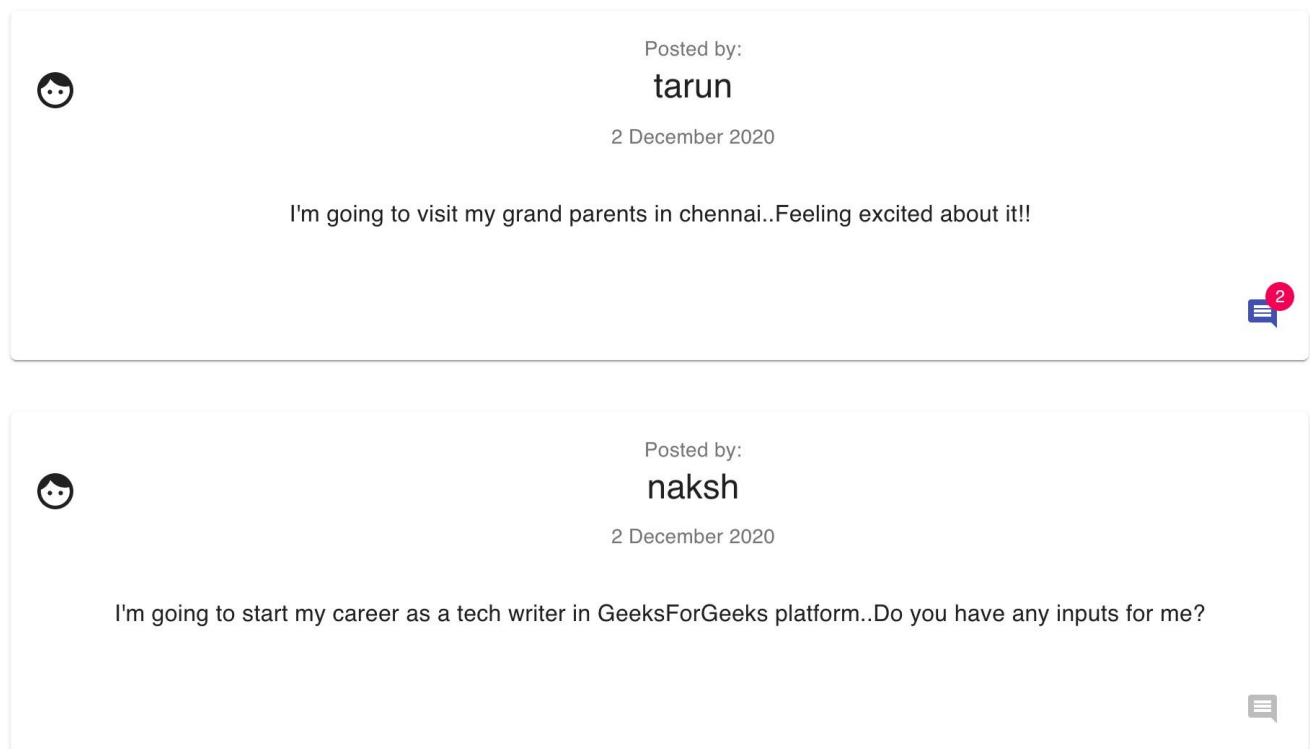 Posted by:
tarun
2 December 2020
I'm going to visit my grand parents in chennai..Feeling excited about it!!
2
Posted by:
naksh
2 December 2020
I'm going to start my career as a tech writer in GeeksForGeeks platform..Do you have any inputs for me?